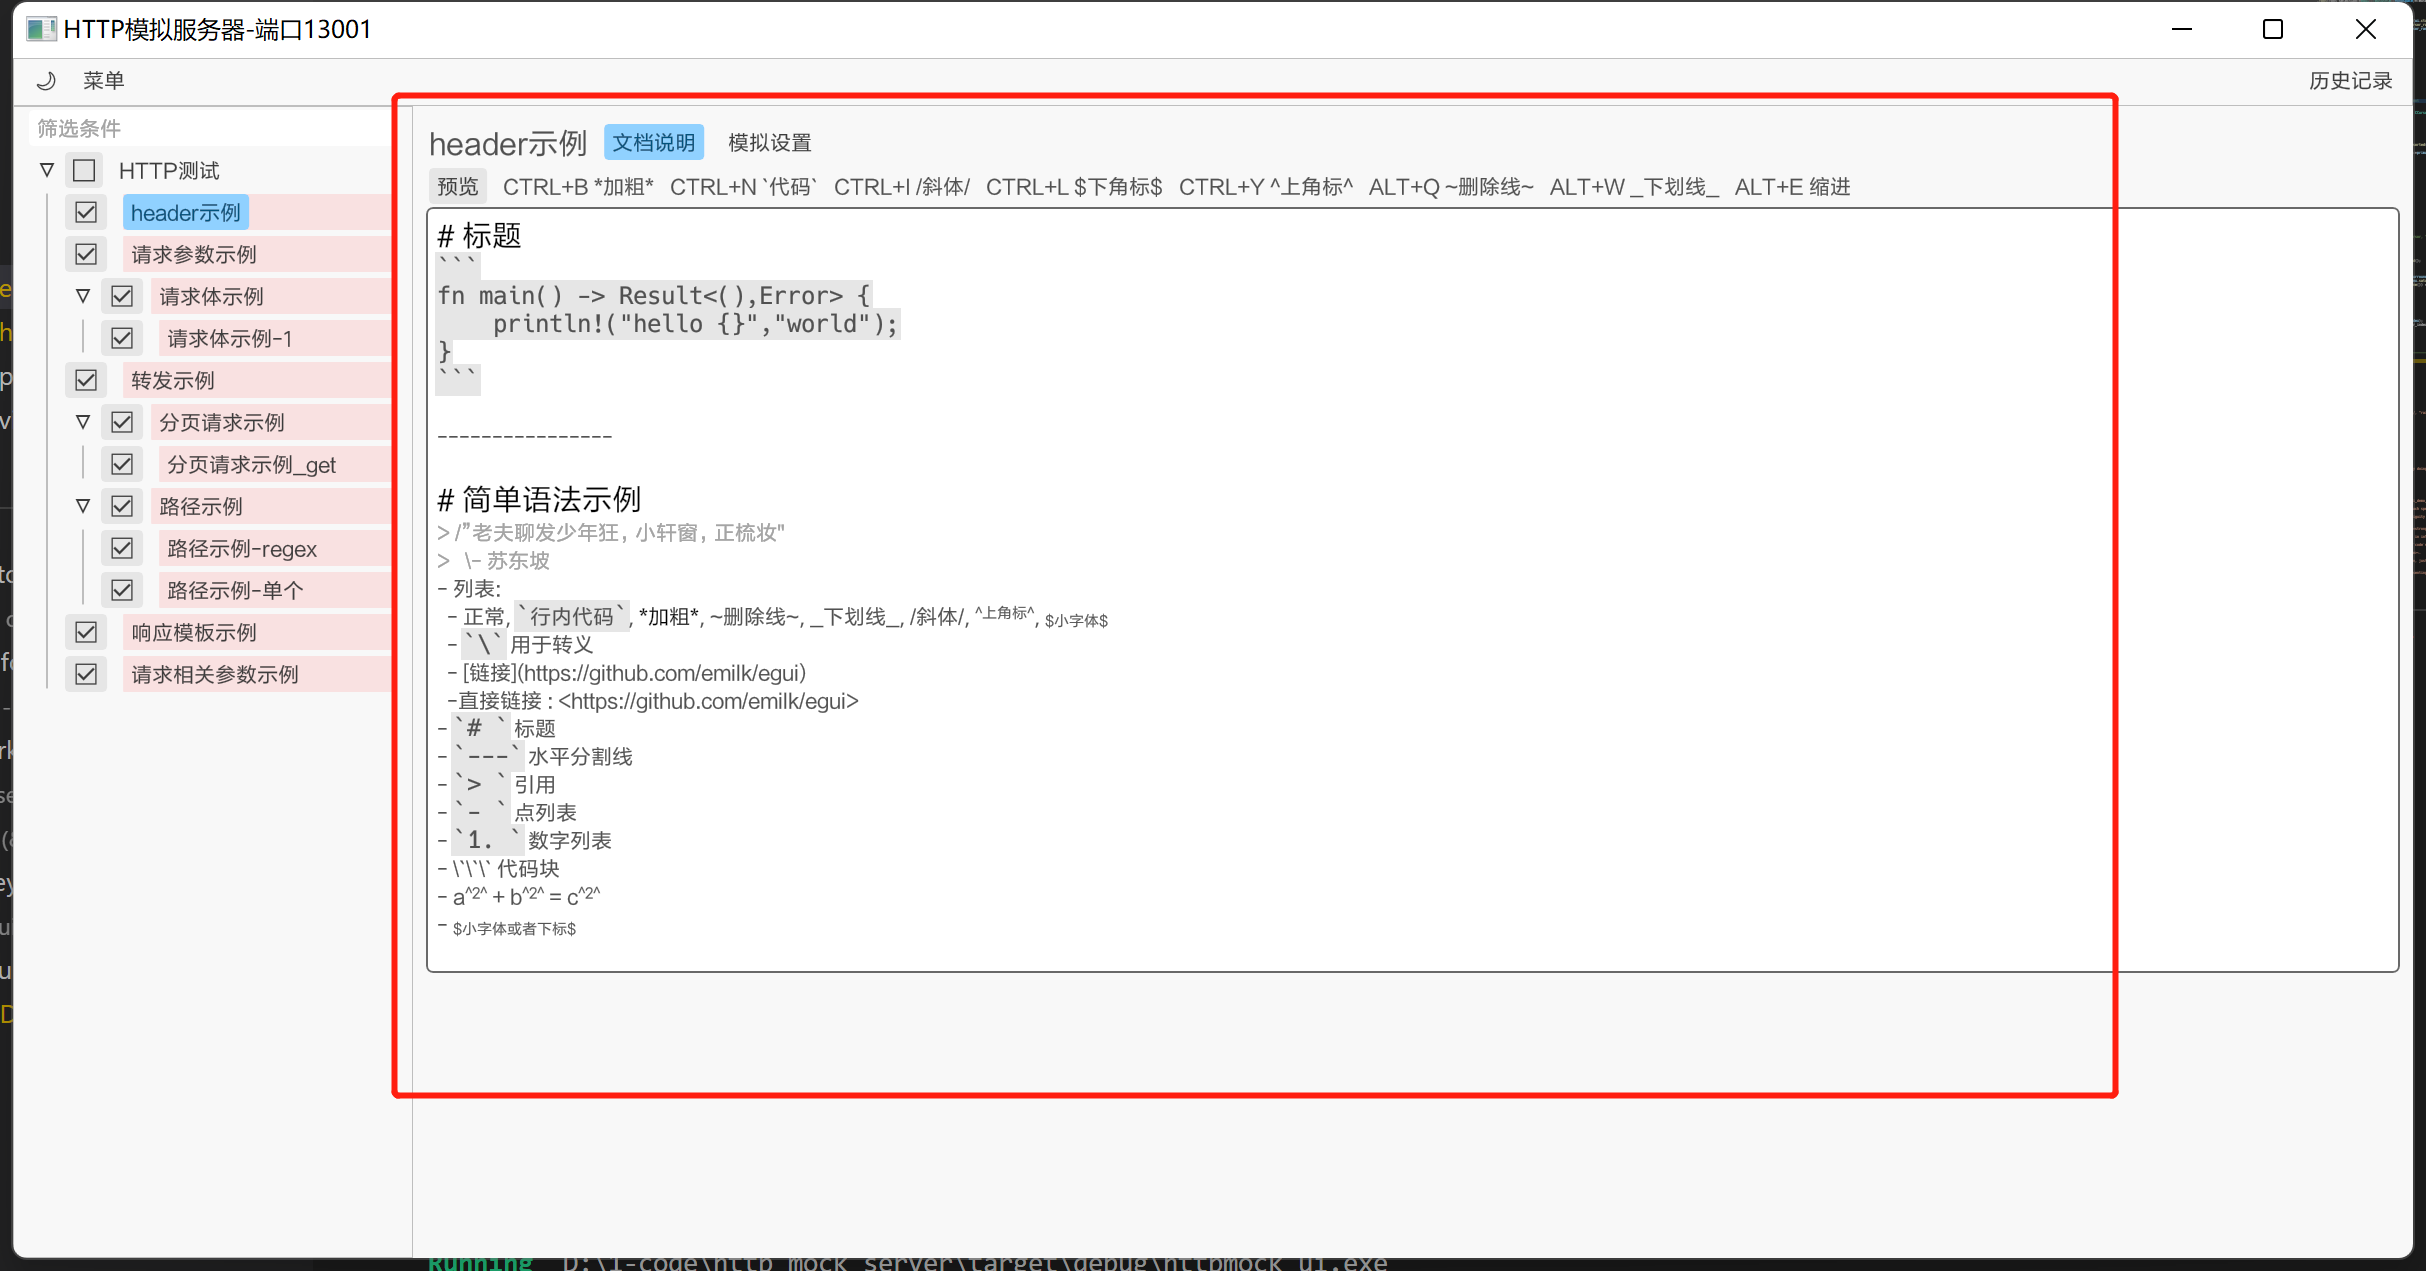 HTTP模拟服务器-端口13001
菜单
历史记录
筛选条件
HTTP测试
header示例
请求参数示例
请求体示例
请求体示例-1
转发示例
分页请求示例
分页请求示例_get
路径示例
路径示例-regex
路径示例-单个
响应模板示例
请求相关参数示例
header示例 文档说明 模拟设置
预览 CTRL+B *加粗* CTRL+N `代码` CTRL+I /斜体/ CTRL+L $下角标$ CTRL+Y ^上角标^ ALT+Q ~删除线~ ALT+W _下划线_ ALT+E 缩进
# 标题
```
fn main() -> Result<(),Error> {
    println!("hello {}","world");
}
```
----------------
# 简单语法示例
> /”老夫聊发少年狂，小轩窗，正梳妆"
>  \- 苏东坡
- 列表:
  - 正常, `行内代码`, *加粗*, ~删除线~, _下划线_, /斜体/, ^上角标^, $小字体$
  - `\` 用于转义
  - [链接](https://github.com/emilk/egui)
  -直接链接 : <https://github.com/emilk/egui>
- `# ` 标题
- `---` 水平分割线
- `> ` 引用
- `- ` 点列表
- `1. ` 数字列表
- \`\`\` 代码块
- a^2^ + b^2^ = c^2^
- $小字体或者下标$
Running D:\1-code\http_mock_server\target\debug\httpmock_ui.exe